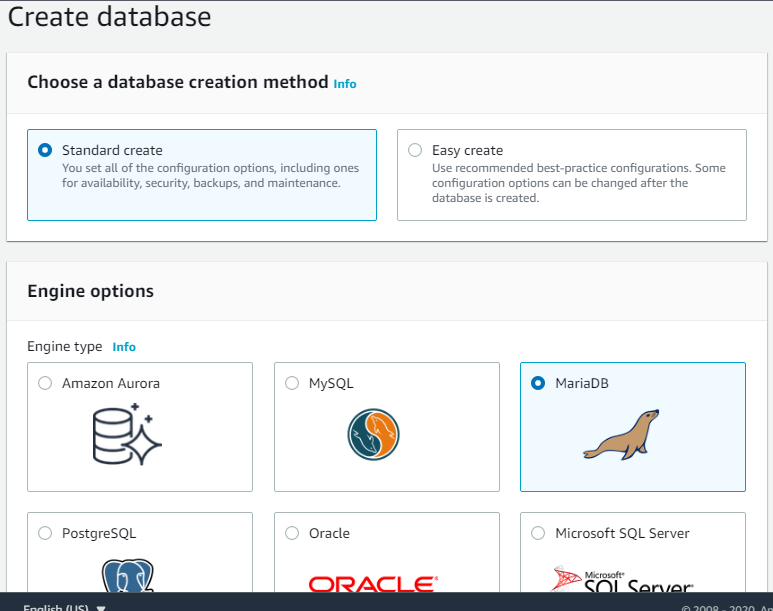 Create database
Choose a database creation method Info
Standard create
You set all of the configuration options, including ones
for availability, security, backups, and maintenance.
Easy create
Use recommended best-practice configurations. Some
configuration options can be changed after the
database is created.
Engine options
Engine type Info
Amazon Aurora
MySQL
MariaDB
PostgreSQL
Oracle
Microsoft SQL Server
ORACLE
Microsoft
SQL Server
English (US)
© 2008 - 2020,